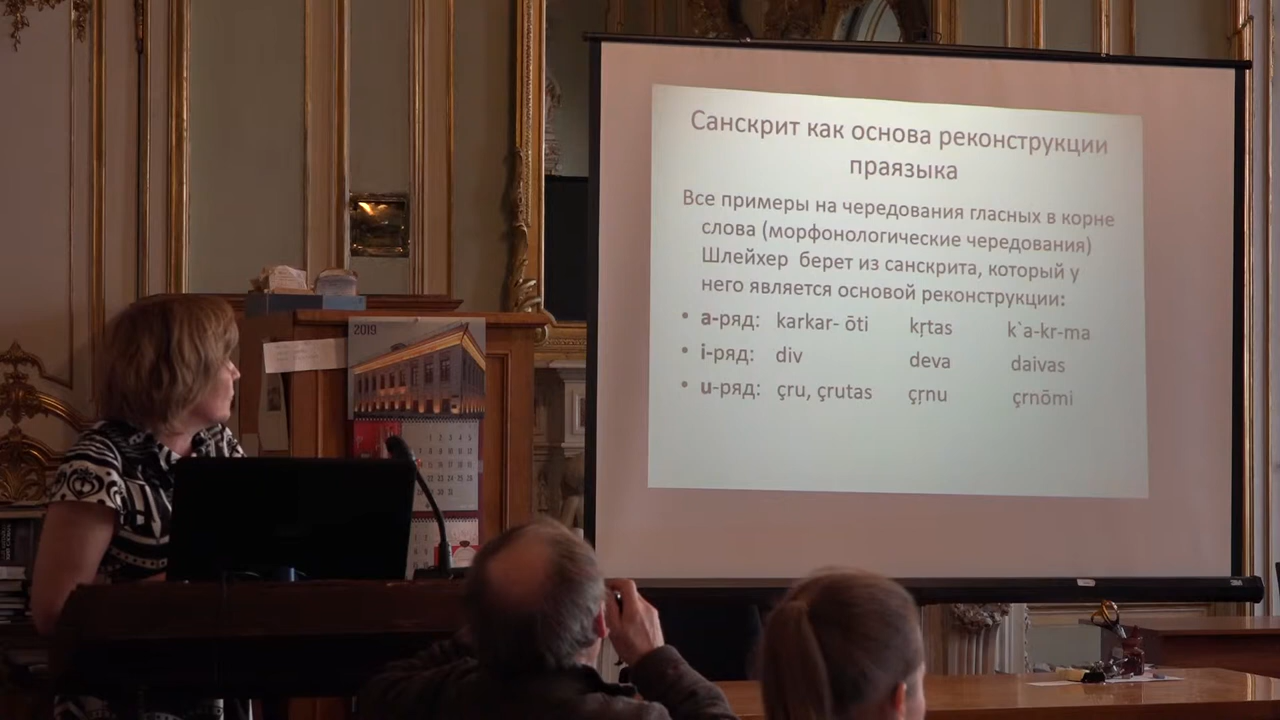 Санскрит как основа реконструкции
праязыка
Все примеры на чередования гласных в корне
слова (морфонологические чередования)
Шлейхер берет из санскрита, который у
него является основой реконструкции:
• а-ряд: karkar- ōti kṛtas k`a-kr-ma
• i-ряд: div deva daivas
• u-ряд: çru, çrutas çṛnu çrnōmi
2019